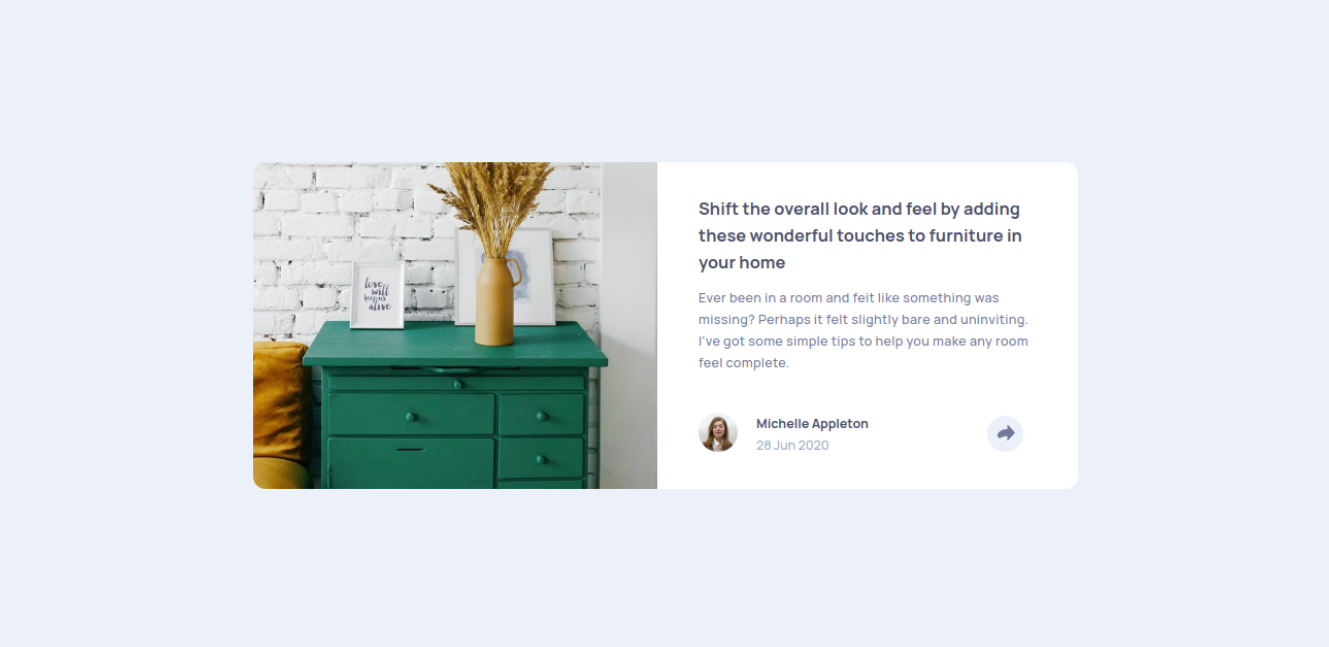 love
will
keep us
alive
Shift the overall look and feel by adding
these wonderful touches to furniture in
your home
Ever been in a room and felt like something was
missing? Perhaps it felt slightly bare and uninviting.
I've got some simple tips to help you make any room
feel complete.
Michelle Appleton
28 Jun 2020